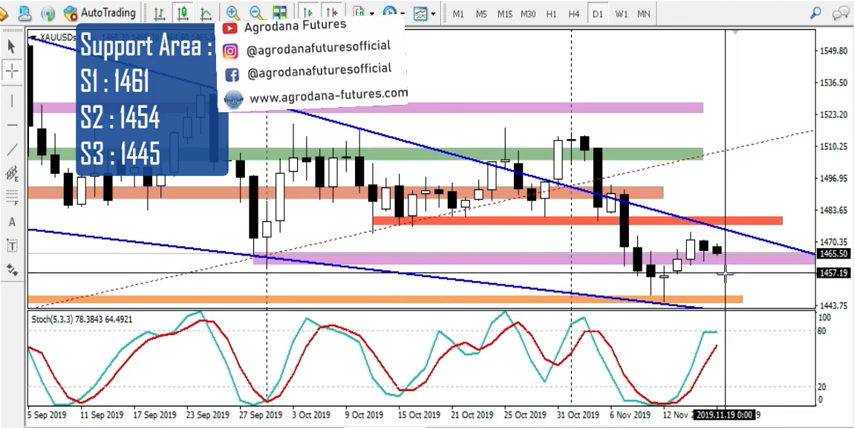 AutoTrading
M1 M5 M15 M30 H1 H4 D1 W1 MN
Support Area :
S1 : 1461
S2 : 1454
S3 : 1445
Agrodana Futures
@agrodanafuturesofficial
@agrodanafuturesofficial
www.agrodana-futures.com
1549.80
1536.50
1523.20
1510.25
1496.95
1483.65
1470.35
1465.50
1457.19
1443.75
Stoch(5,3,3) 78.3843 64.4921
100
80
20
0
5 Sep 2019 11 Sep 2019 17 Sep 2019 23 Sep 2019 27 Sep 2019 3 Oct 2019 9 Oct 2019 15 Oct 2019 21 Oct 2019 25 Oct 2019 31 Oct 2019 6 Nov 2019 12 Nov 2019.11.19 0:00